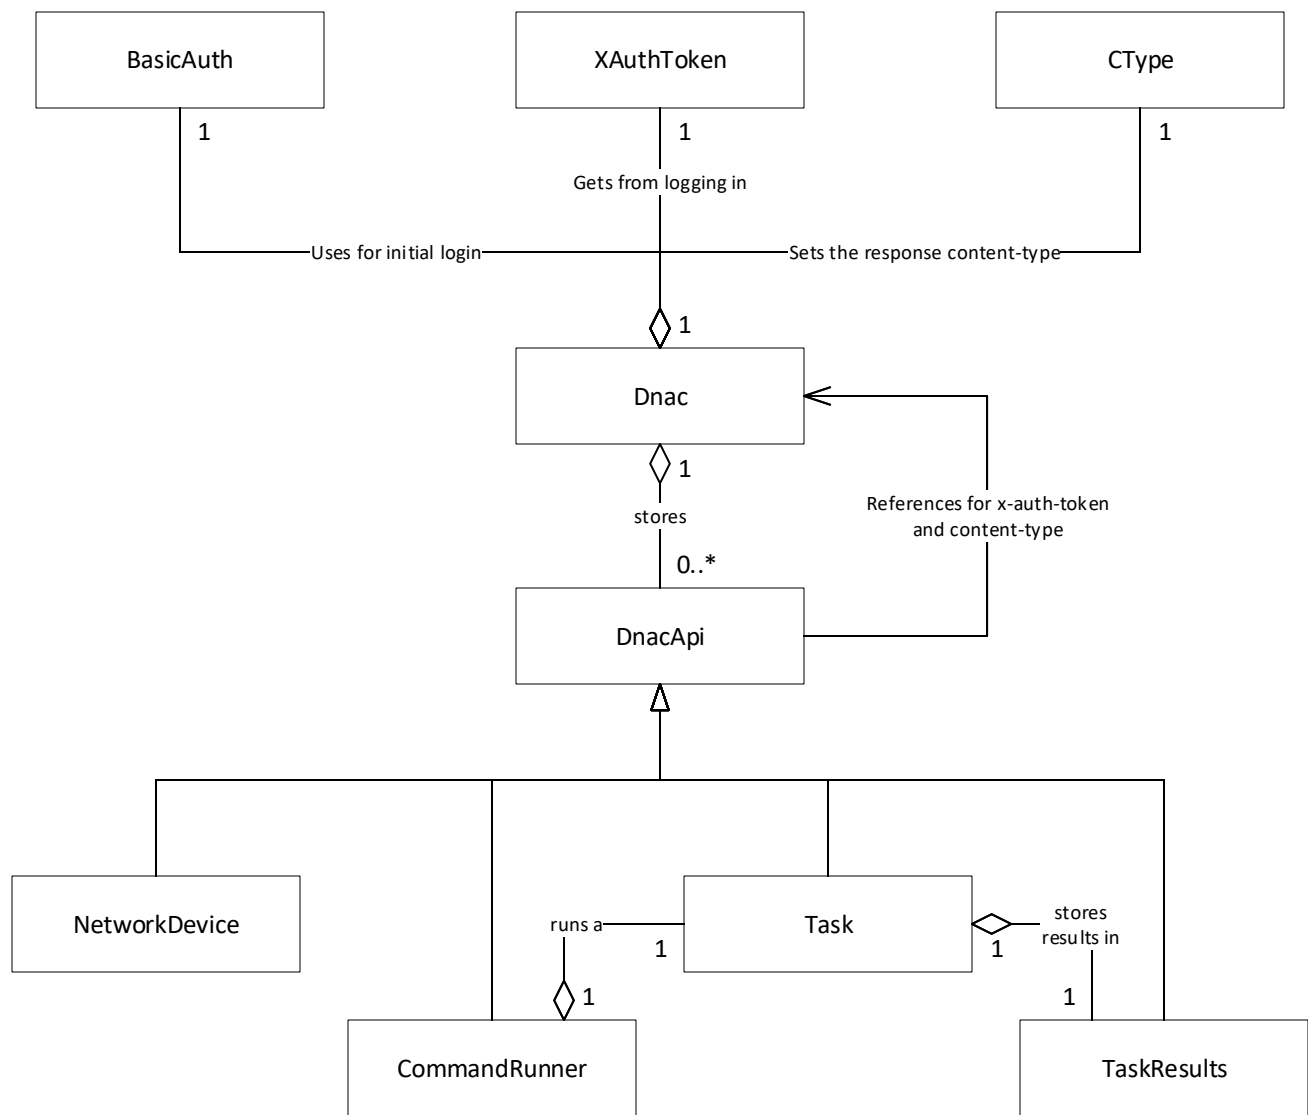 BasicAuth
XAuthToken
CType
1
1
1
Gets from logging in
Uses for initial login
Sets the response content-type
1
Dnac
1
stores
References for x-auth-token
and content-type
0..*
DnacApi
NetworkDevice
runs a
1
Task
1
stores
results in
1
1
CommandRunner
TaskResults